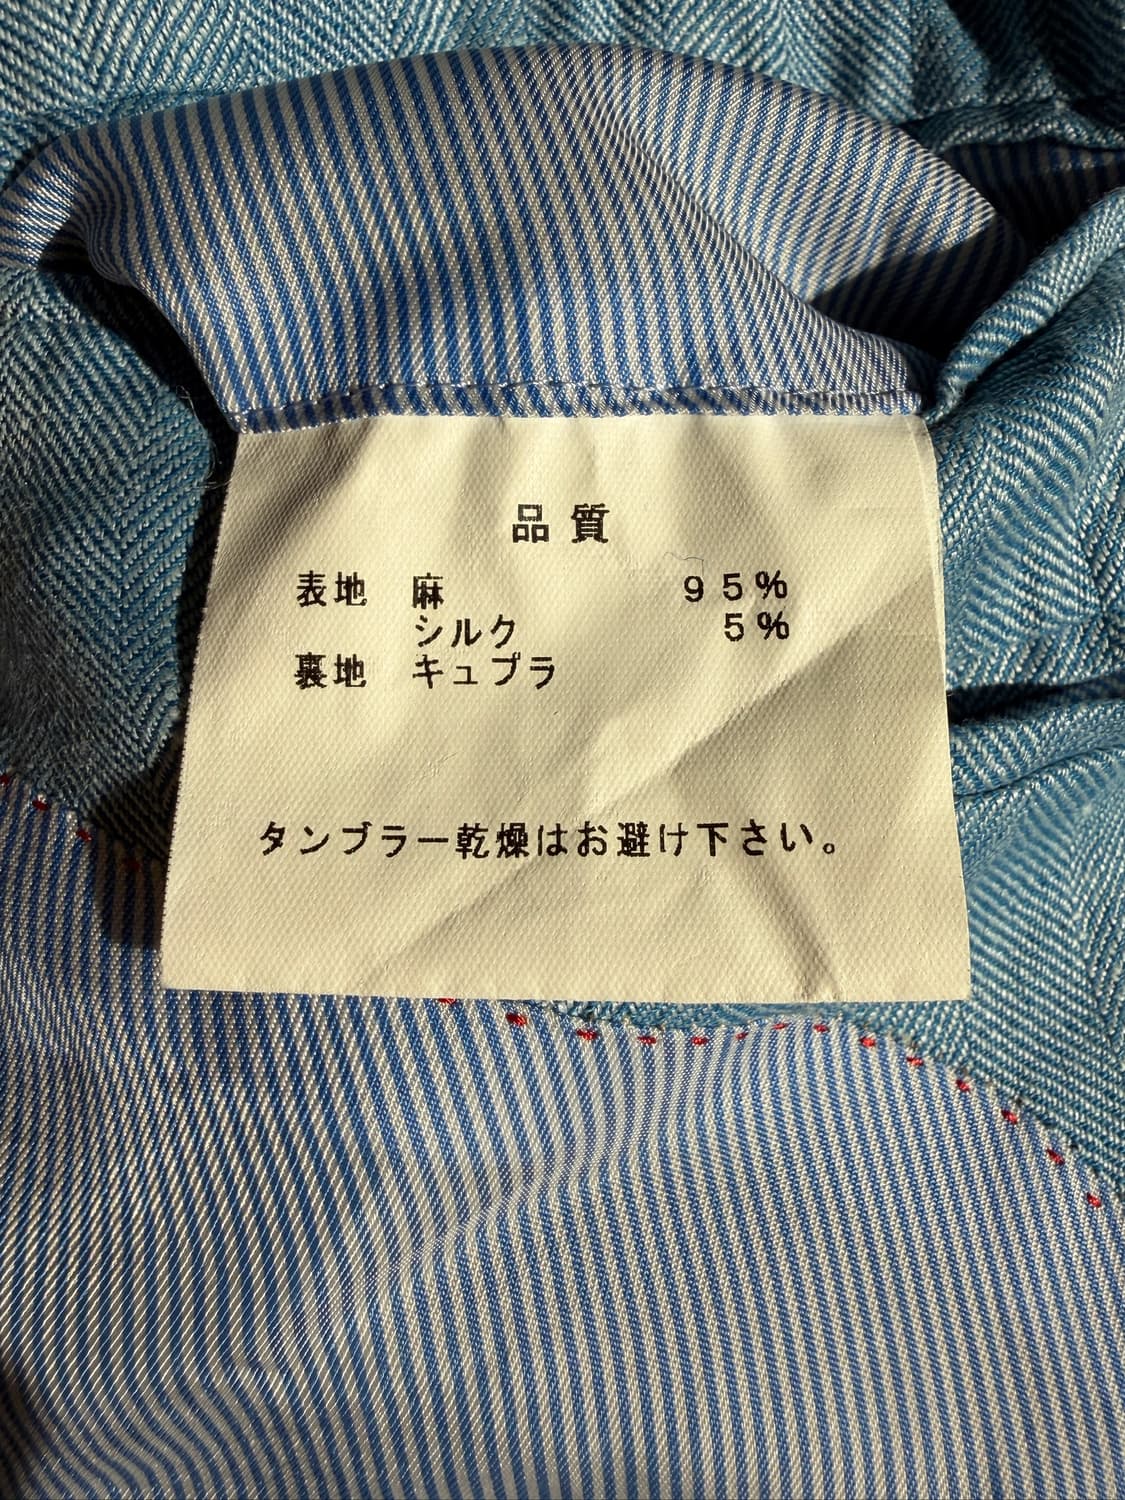 品質
表地 麻 95%
シルク 5%
裏地 キュプラ
タンブラー乾燥はお避け下さい。